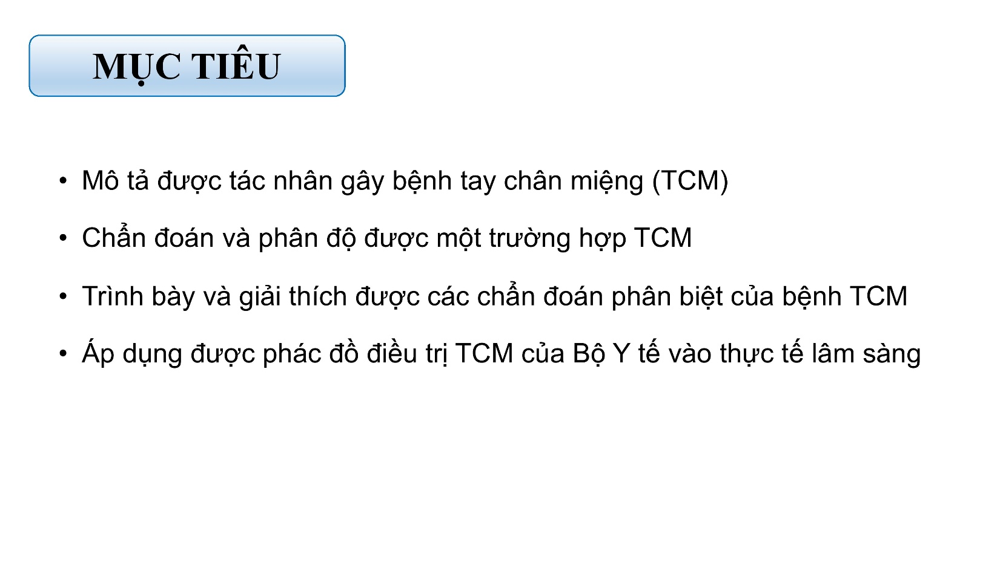 MỤC TIÊU
• Mô tả được tác nhân gây bệnh tay chân miệng (TCM)
• Chẩn đoán và phân độ được một trường hợp TCM
• Trình bày và giải thích được các chẩn đoán phân biệt của bệnh TCM
• Áp dụng được phác đồ điều trị TCM của Bộ Y tế vào thực tế lâm sàng